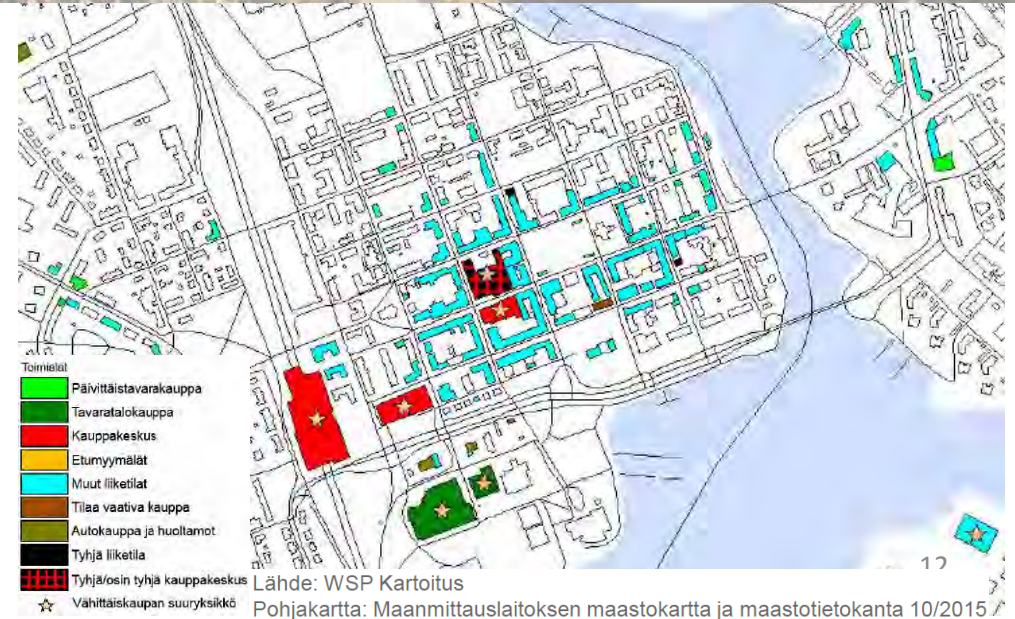 Toimialat
Päivittäistavarakauppa
Tavaratalokauppa
Kauppakeskus
Etumyymälät
Muut liiketilat
Tilaa vaativa kauppa
Autokauppa ja huoltamot
Tyhjä liiketila
Tyhjä/osin tyhjä kauppakeskus
Vähittäiskaupan suuryksikkö
12
Lähde: WSP Kartoitus
Pohjakartta: Maanmittauslaitoksen maastokartta ja maastotietokanta 10/2015